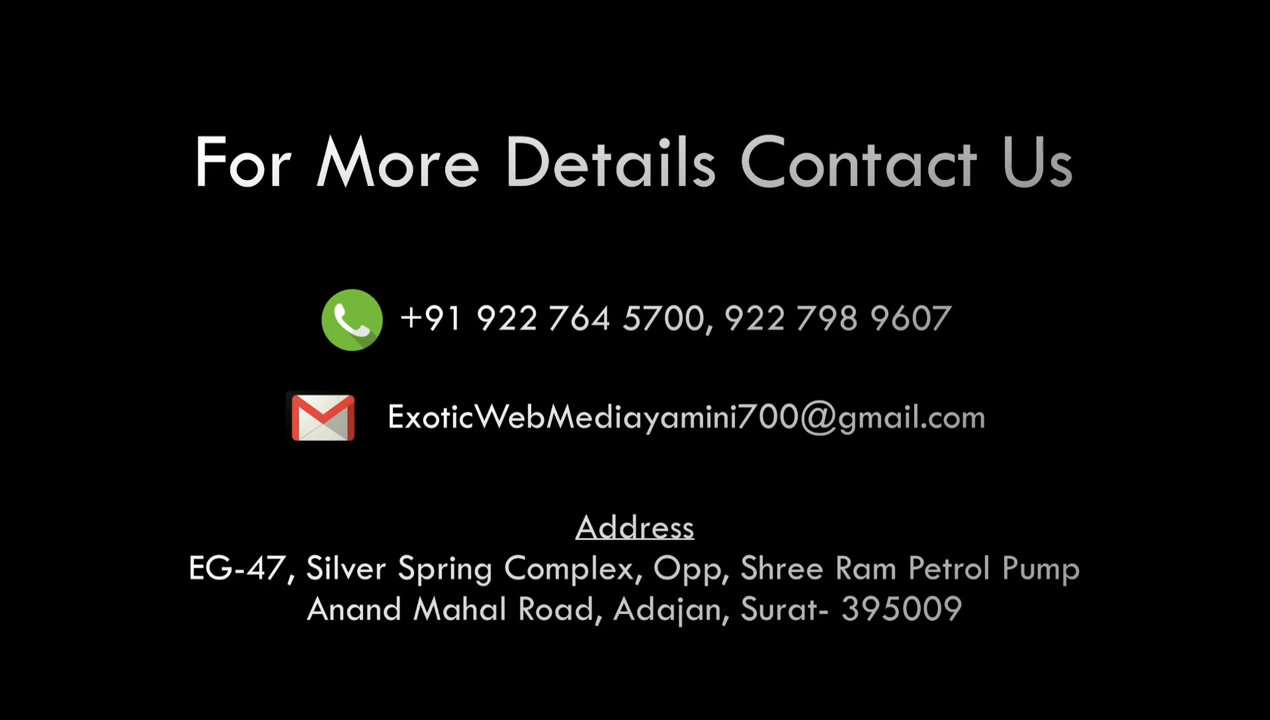 For More Details Contact Us
+91 922 764 5700, 922 798 9607
ExoticWebMediayamini700@gmail.com
Address
EG-47, Silver Spring Complex, Opp, Shree Ram Petrol Pump
Anand Mahal Road, Adajan, Surat- 395009